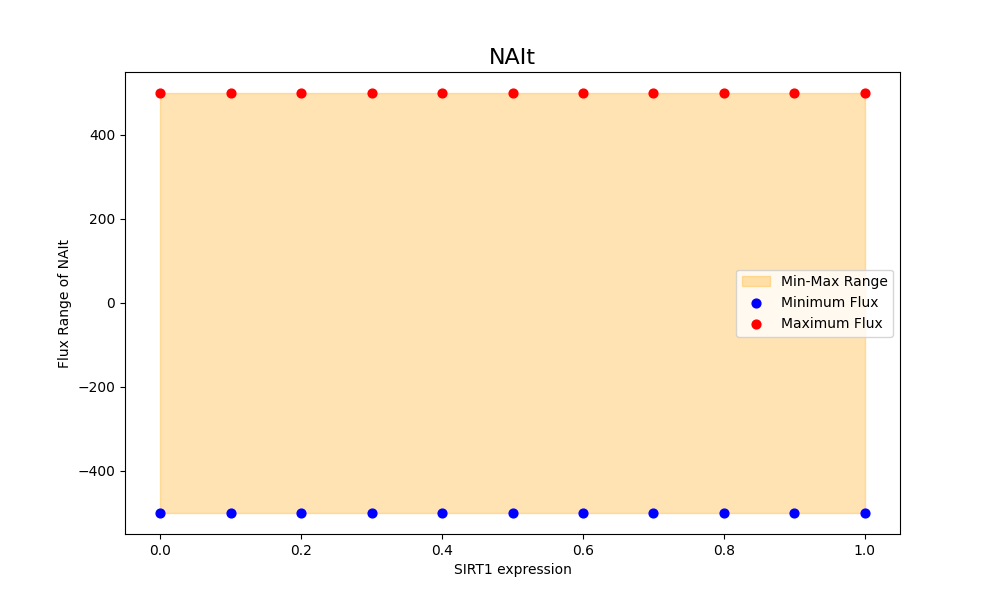 NAIt
Flux Range of NAIt
400
200
0
−200
−400
Min-Max Range
Minimum Flux
Maximum Flux
0.0
0.2
0.4
0.6
0.8
1.0
SIRT1 expression